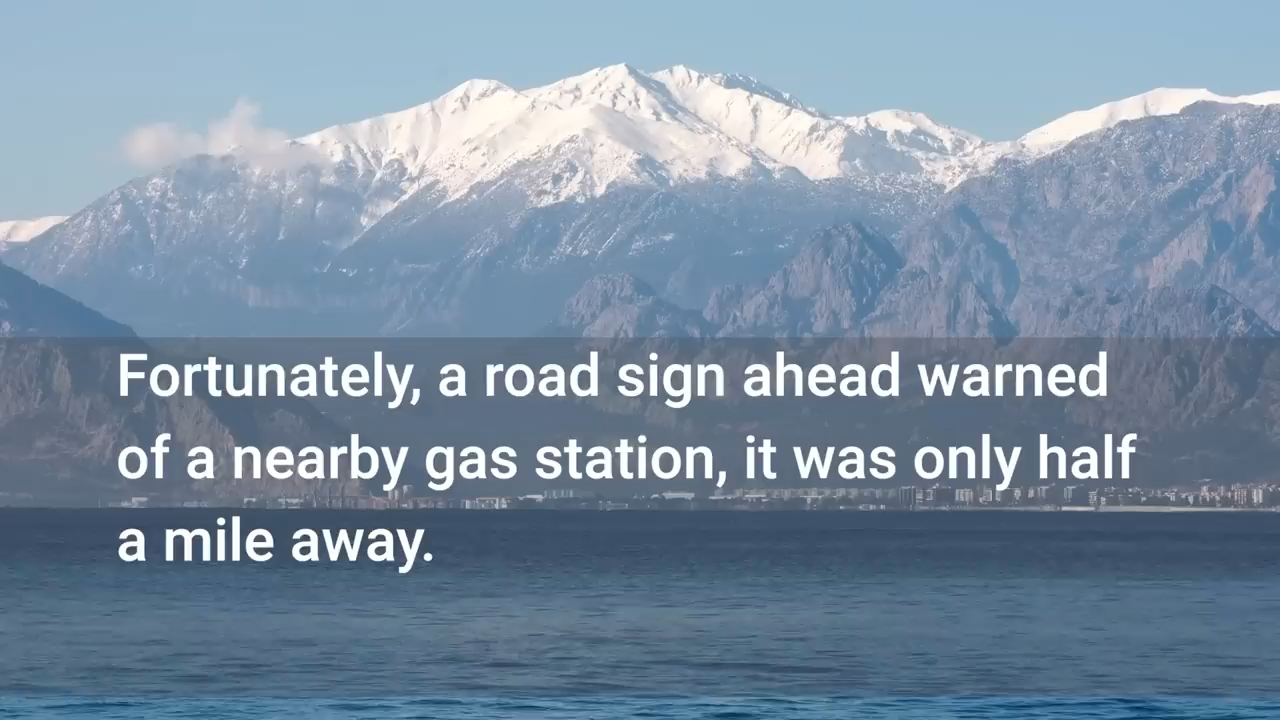 Fortunately, a road sign ahead warned
of a nearby gas station, it was only half
a mile away.